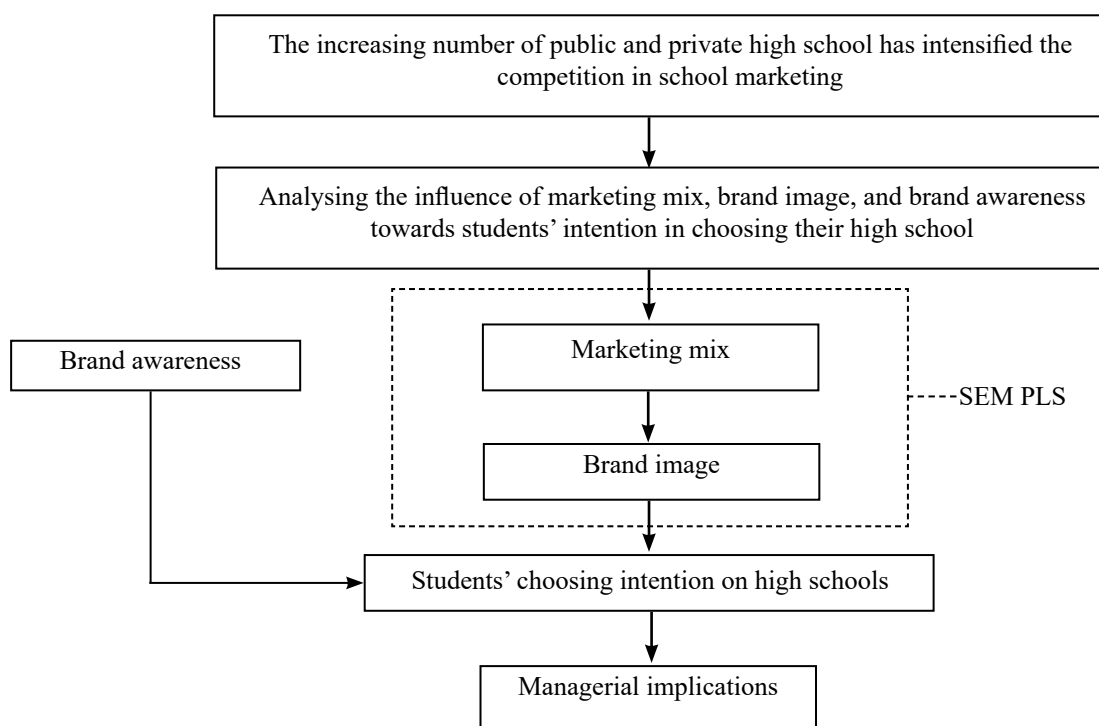 The increasing number of public and private high school has intensified the
competition in school marketing
Analysing the influence of marketing mix, brand image, and brand awareness
towards students’ intention in choosing their high school
Marketing mix
Brand awareness
SEM PLS
Brand image
Students’ choosing intention on high schools
Managerial implications